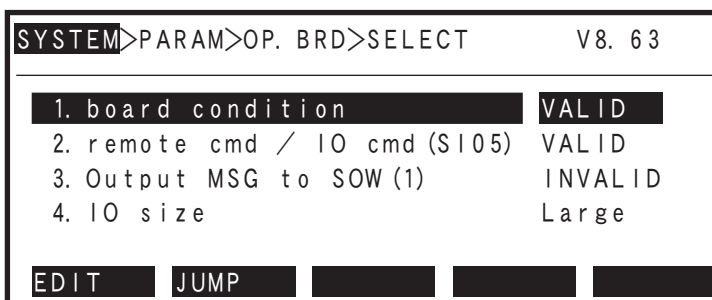 SYSTEM>PARAM>OP. BRD>SELECT V8. 63
1. board condition VALID
2. remote cmd / IO cmd(SI05) VALID
3. Output MSG to SOW(1) INVALID
4. IO size Large
EDIT JUMP